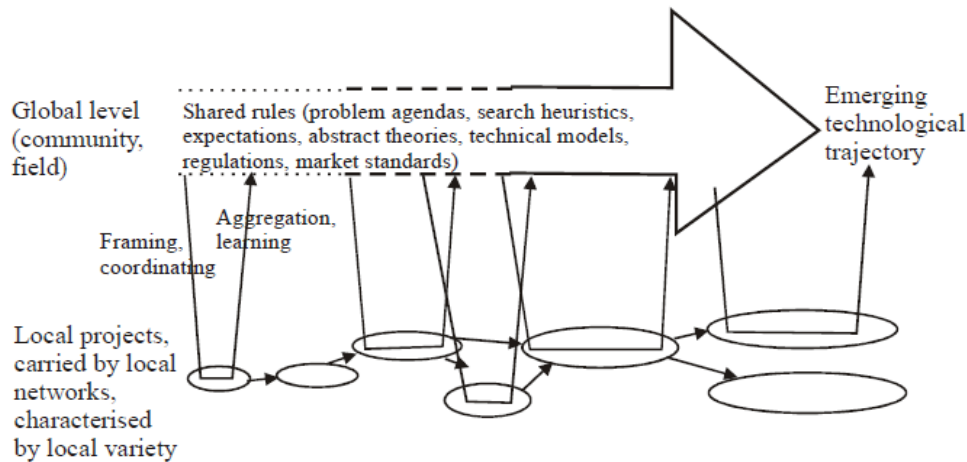 Global level
(community,
field)
Shared rules (problem agendas, search heuristics,
expectations, abstract theories, technical models,
regulations, market standards)
Emerging
technological
trajectory
Framing,
coordinating
Aggregation,
learning
Local projects,
carried by local
networks,
characterised
by local variety